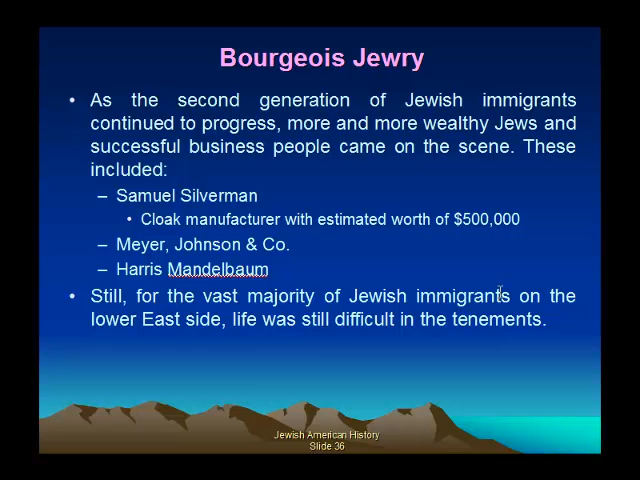 Bourgeois Jewry
• As the second generation of Jewish immigrants
continued to progress, more and more wealthy Jews and
successful business people came on the scene. These
included:
– Samuel Silverman
• Cloak manufacturer with estimated worth of $500,000
– Meyer, Johnson & Co.
– Harris Mandelbaum
• Still, for the vast majority of Jewish immigrants on the
lower East side, life was still difficult in the tenements.
Jewish American History
Slide 36